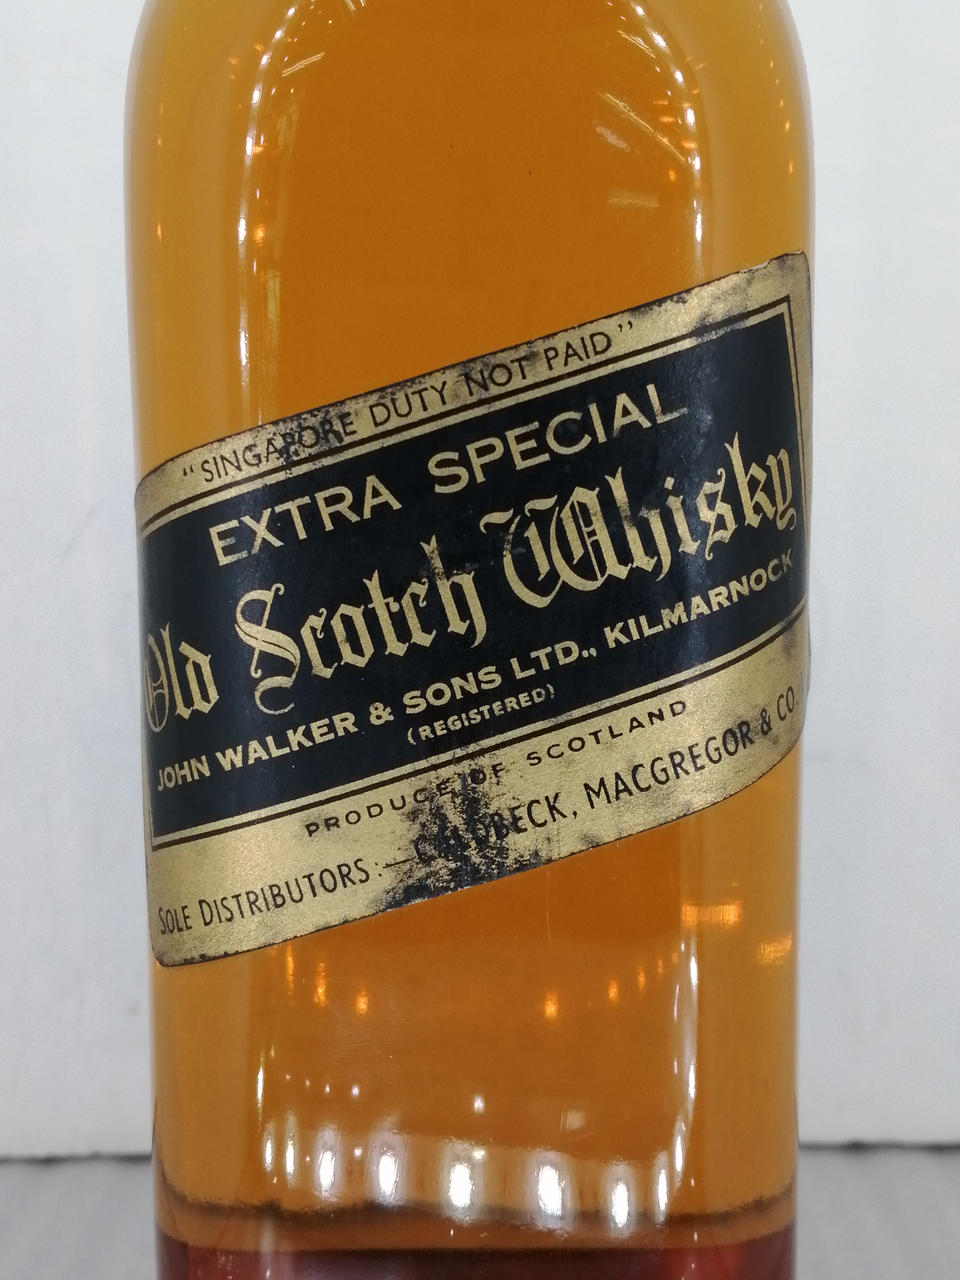 "SINGAPORE DUTY NOT PAID"
EXTRA SPECIAL
Old Scotch Whisky
JOHN WALKER & SONS LTD., KILMARNOCK
(REGISTERED)
PRODUCE OF SCOTLAND
SOLE DISTRIBUTORS:— CALDBECK, MACGREGOR & CO.